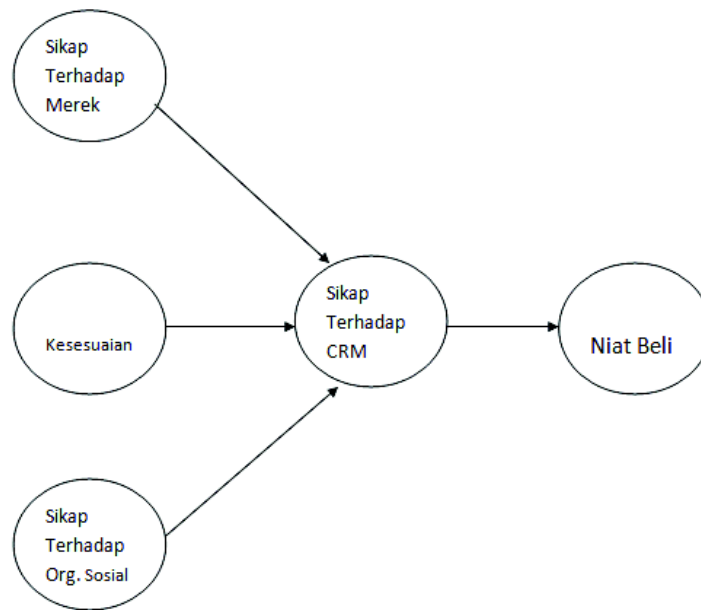 Sikap
Terhadap
Merek
Kesesuaian
Sikap
Terhadap
CRM
Niat Beli
Sikap
Terhadap
Org. Sosial